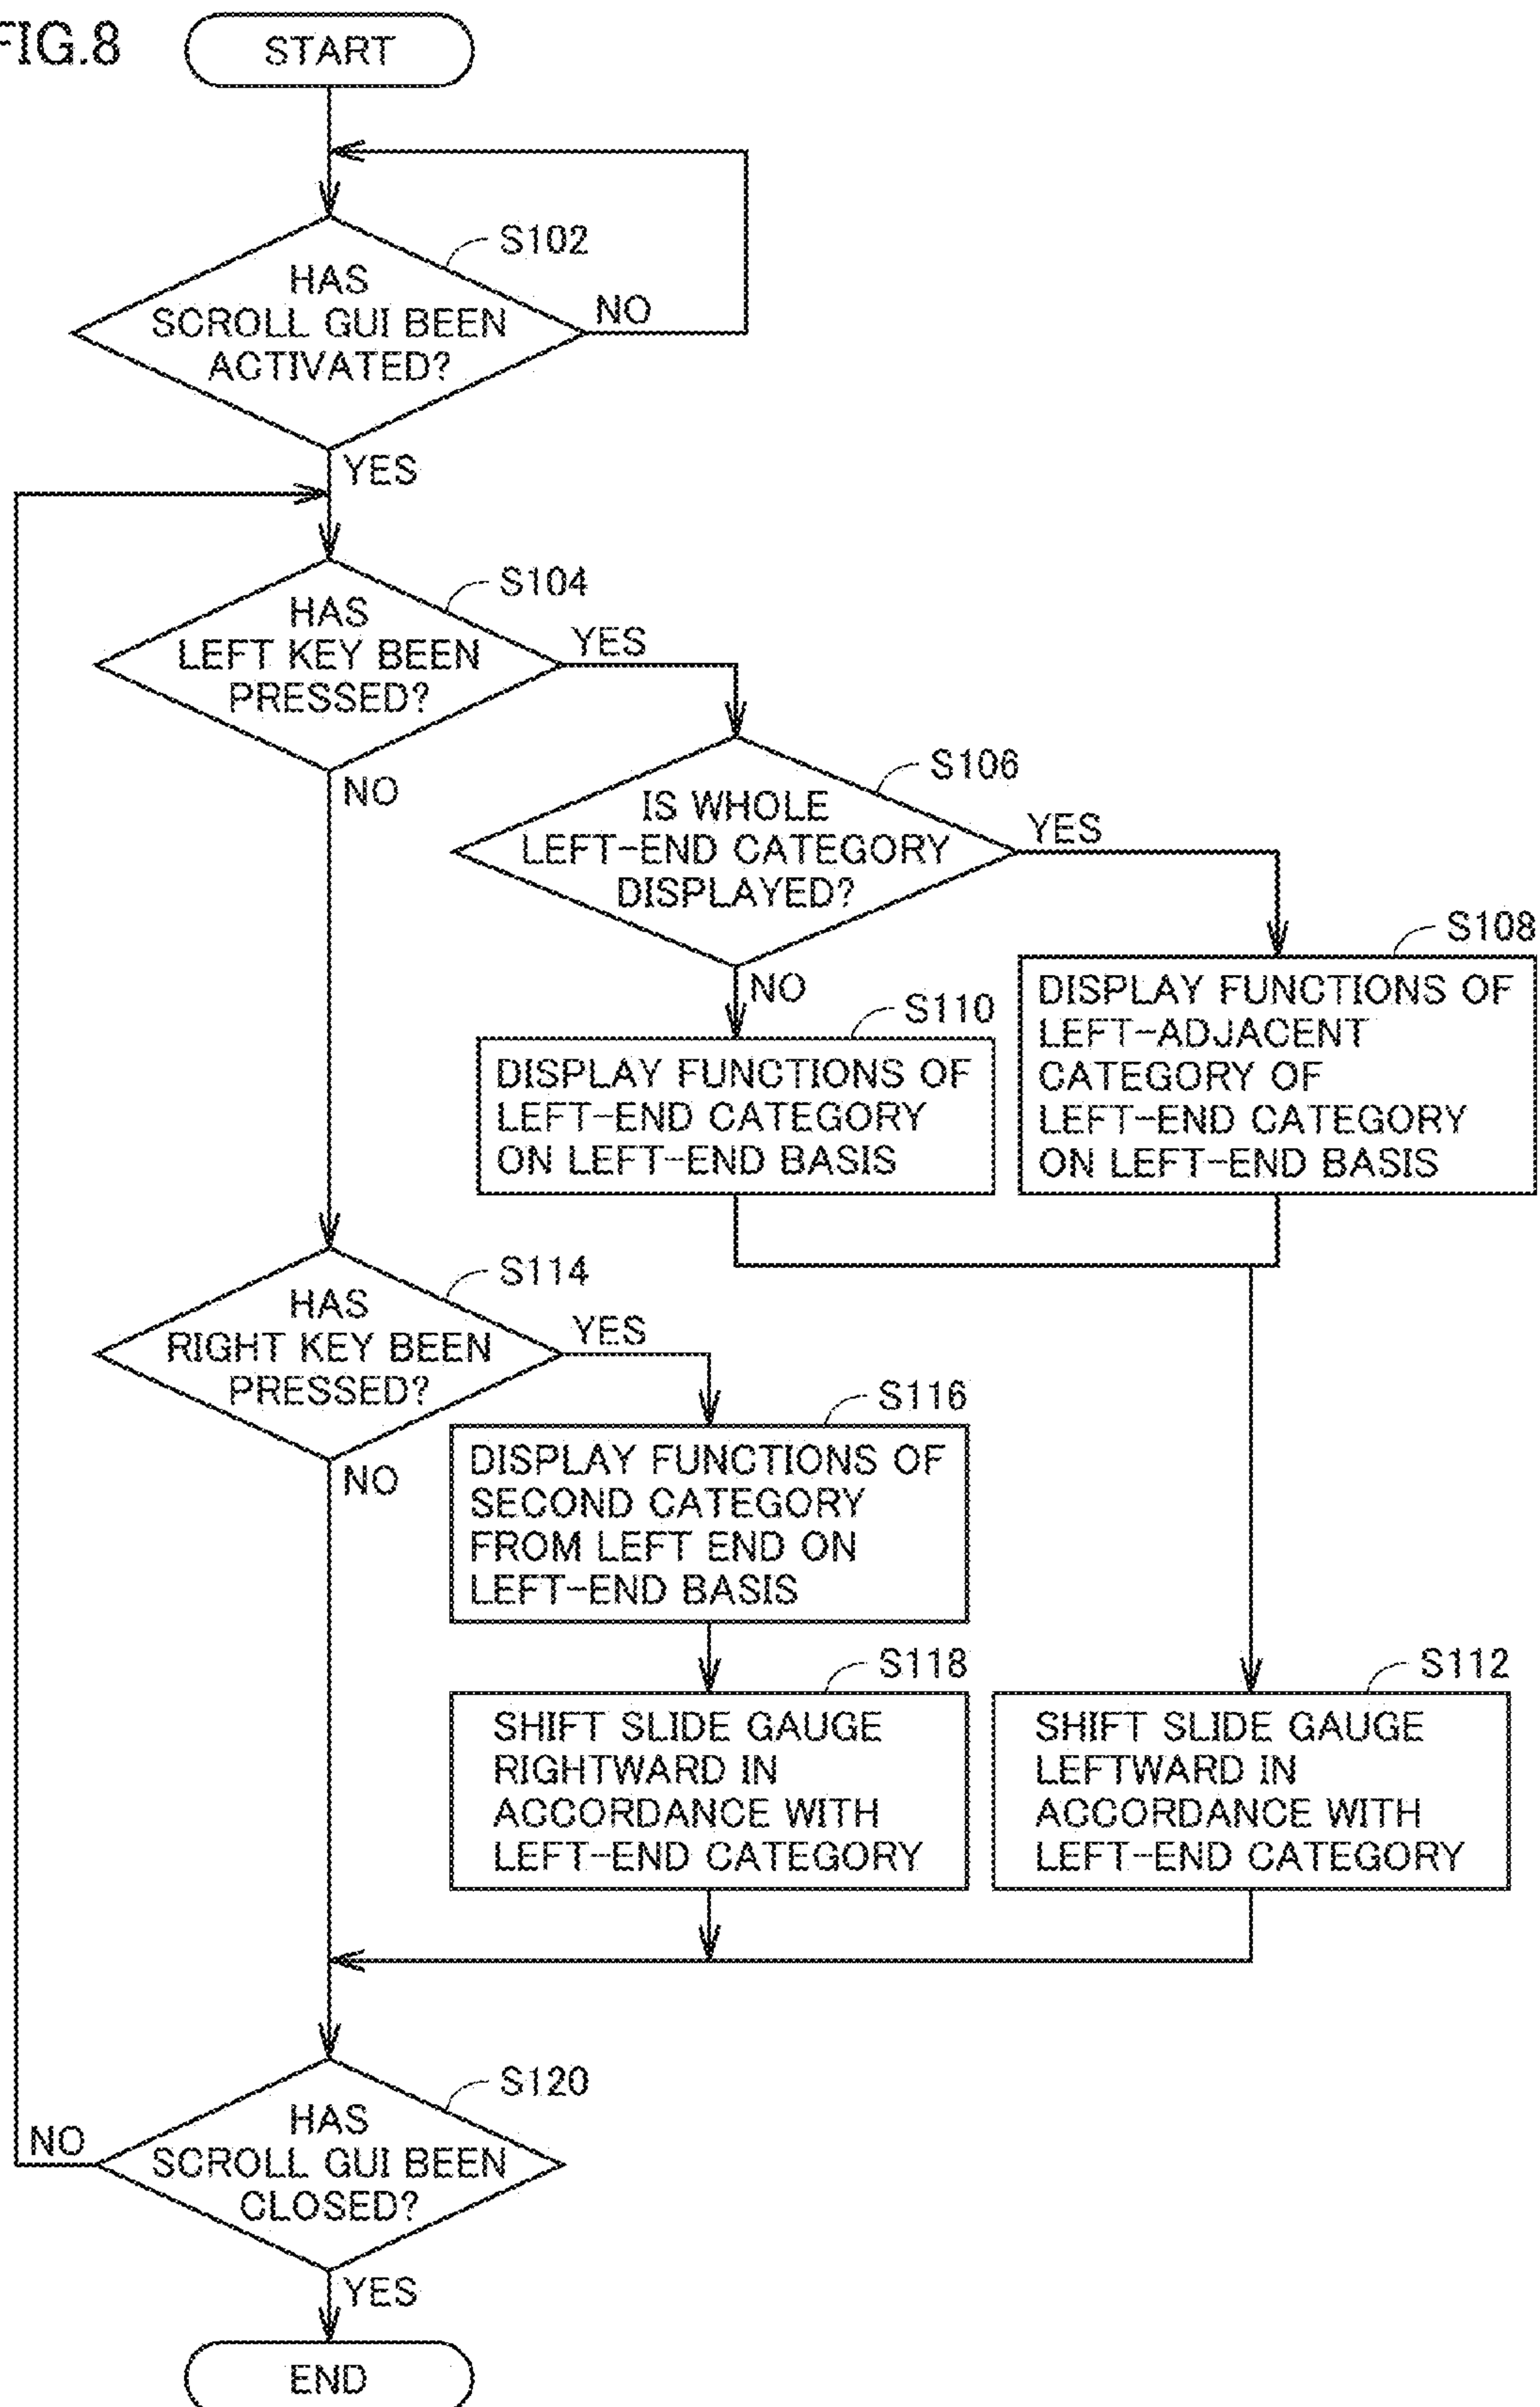 FIG.8
START
S102
HAS
SCROLL GUI BEEN
ACTIVATED?
NO
YES
S104
HAS
LEFT KEY BEEN
PRESSED?
YES
NO
S106
IS WHOLE
LEFT-END CATEGORY
DISPLAYED?
YES
NO
S108
DISPLAY FUNCTIONS OF
LEFT-ADJACENT
CATEGORY OF
LEFT-END CATEGORY
ON LEFT-END BASIS
S110
DISPLAY FUNCTIONS OF
LEFT-END CATEGORY
ON LEFT-END BASIS
S114
HAS
RIGHT KEY BEEN
PRESSED?
YES
NO
S116
DISPLAY FUNCTIONS OF
SECOND CATEGORY
FROM LEFT END ON
LEFT-END BASIS
S118
SHIFT SLIDE GAUGE
RIGHTWARD IN
ACCORDANCE WITH
LEFT-END CATEGORY
S112
SHIFT SLIDE GAUGE
LEFTWARD IN
ACCORDANCE WITH
LEFT-END CATEGORY
S120
HAS
SCROLL GUI BEEN
CLOSED?
NO
YES
END